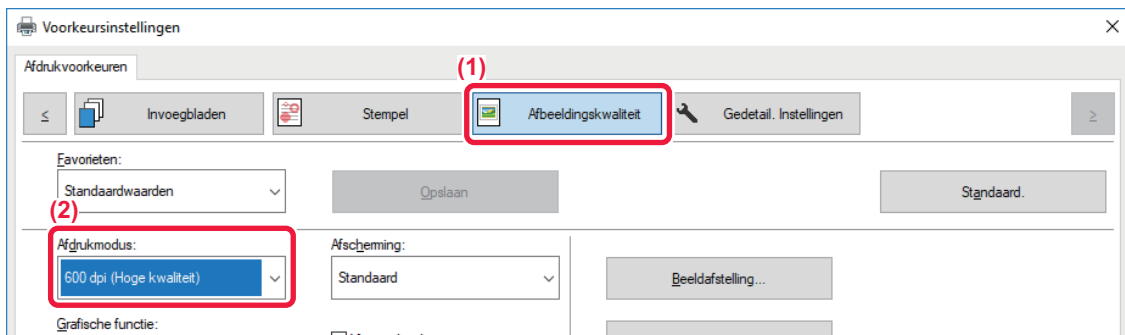 Voorkeursinstellingen
Afdrukvoorkeuren
(1)
< Invoegbladen Stempel Afbeeldingskwaliteit Gedetail. Instellingen >
Favorieten:
Standaardwaarden Opslaan Standaard.
(2)
Afdrukmodus: Afscherming:
600 dpi (Hoge kwaliteit) Standaard Beeldafstelling...
Grafische functie: